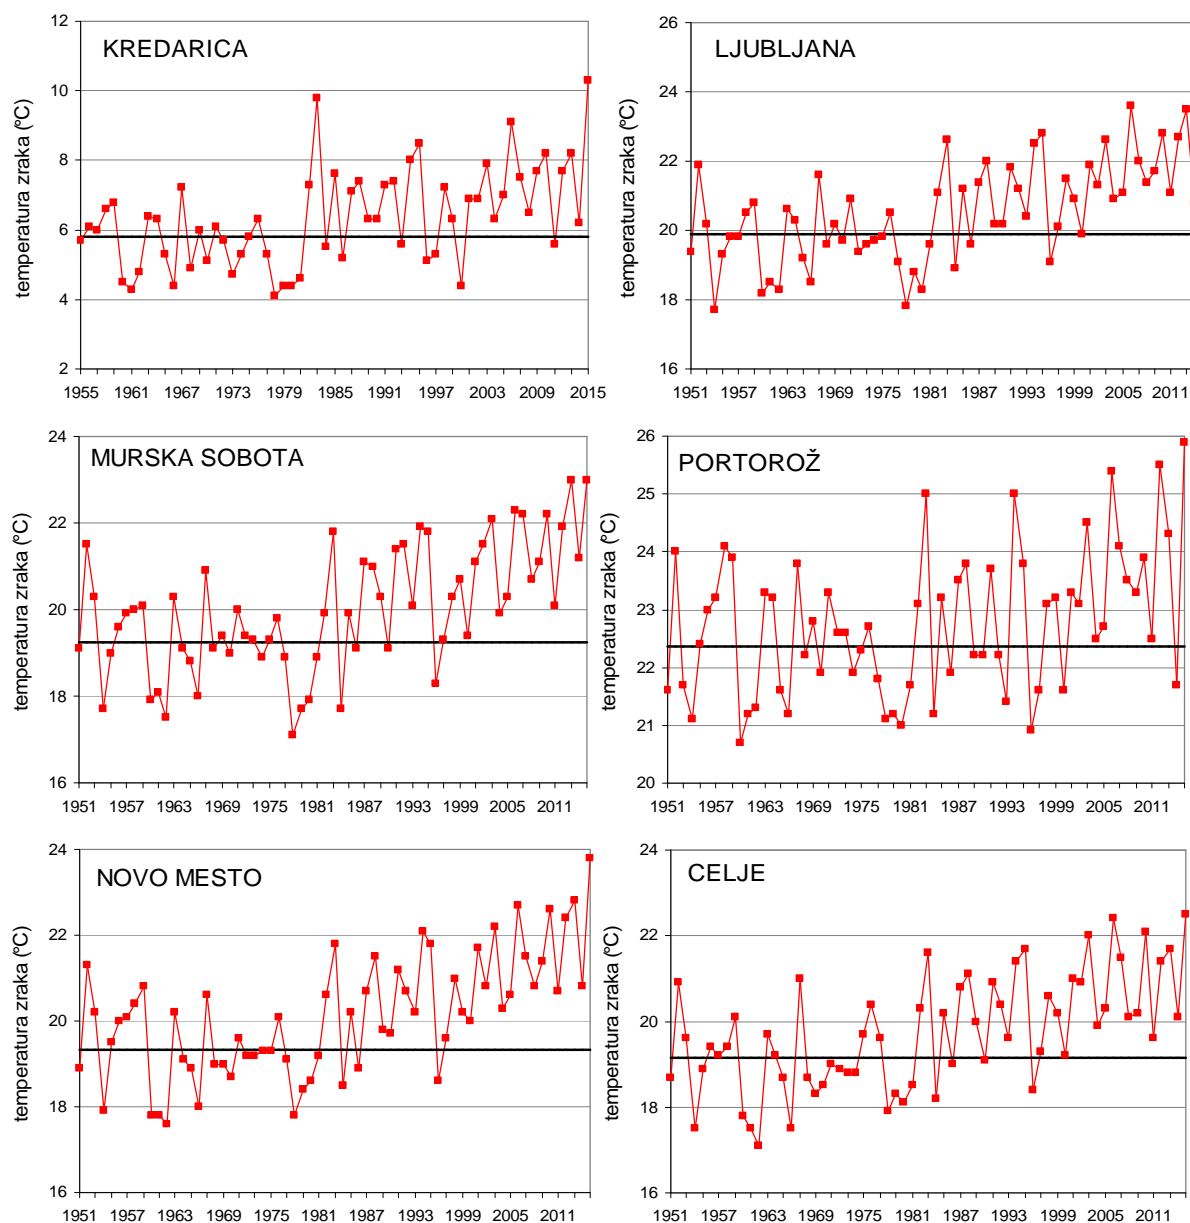 KREDARICA
temperatura zraka (°C)
12
10
8
6
4
2
1955 1961 1967 1973 1979 1985 1991 1997 2003 2009 2015
LJUBLJANA
26
24
22
20
18
16
1951 1957 1963 1969 1975 1981 1987 1993 1999 2005 2011
MURSKA SOBOTA
temperatura zraka (°C)
24
22
20
18
16
1951 1957 1963 1969 1975 1981 1987 1993 1999 2005 2011
PORTOROŽ
temperatura zraka (°C)
26
25
24
23
22
21
20
1951 1957 1963 1969 1975 1981 1987 1993 1999 2005 2011
NOVO MESTO
temperatura zraka (°C)
24
22
20
18
16
1951 1957 1963 1969 1975 1981 1987 1993 1999 2005 2011
CELJE
temperatura zraka (°C)
24
22
20
18
16
1951 1957 1963 1969 1975 1981 1987 1993 1999 2005 2011